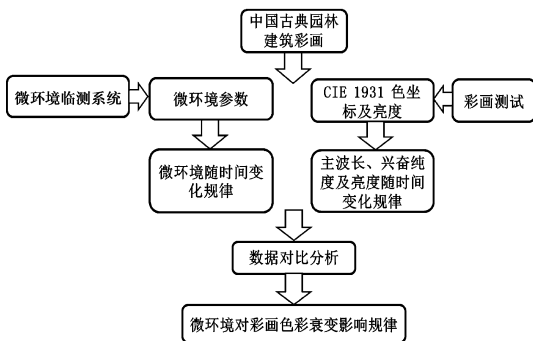 中国古典园林
建筑彩画
微环境临测系统
微环境参数
CIE 1931 色坐
标及亮度
彩画测试
微环境随时间变
化规律
主波长、兴奋纯
度及亮度随时间
变化规律
数据对比分析
微环境对彩画色彩衰变影响规律